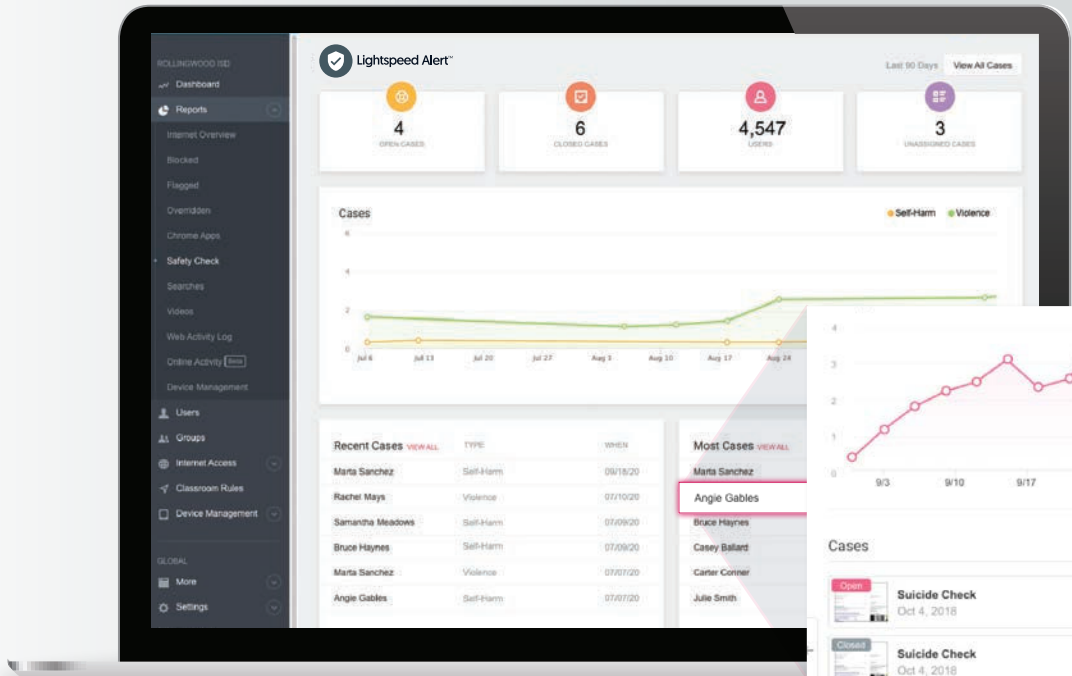 ROLLINGWOOD ISD
Dashboard
Reports
Internet Overview
Blocked
Flagged
Overridden
Chrome Apps
Safety Check
Searches
Videos
Web Activity Log
Online Activity Beta
Device Management
Users
Groups
Internet Access
Classroom Rules
Device Management
GLOBAL
More
Settings
Lightspeed Alert™
Last 90 Days View All Cases
4
OPEN CASES
6
CLOSED CASES
4,547
USERS
3
UNASSIGNED CASES
Cases
Self-Harm Violence
6
4
2
0
Jul 6 Jul 13 Jul 20 Jul 27 Aug 3 Aug 10 Aug 17 Aug 24
Recent Cases VIEW ALL TYPE WHEN
Marta Sanchez Self-Harm 09/18/20
Rachel Mays Violence 07/10/20
Samantha Meadows Self-Harm 07/09/20
Bruce Haynes Self-Harm 07/09/20
Marta Sanchez Violence 07/07/20
Angie Gables Self-Harm 07/07/20
Most Cases VIEW ALL
Marta Sanchez
Angie Gables
Bruce Haynes
Casey Ballard
Carter Conner
Julie Smith
4
3
2
1
0
9/3 9/10 9/17
Cases
Open
Suicide Check
Oct 4, 2018
Closed
Suicide Check
Oct 4, 2018